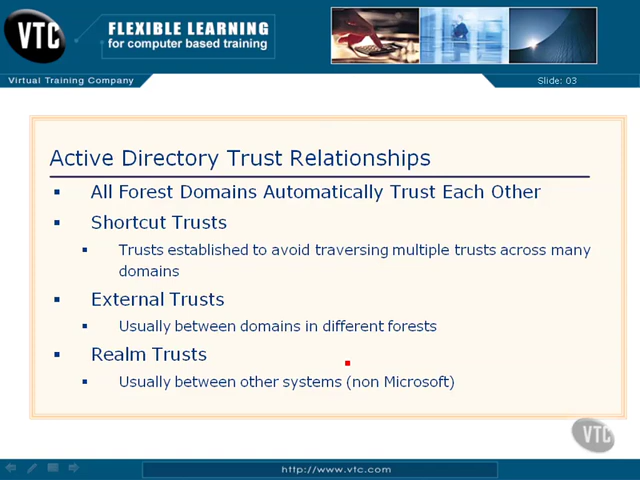 VTC
FLEXIBLE LEARNING
for computer based training
Virtual Training Company
Slide: 03
Active Directory Trust Relationships
▪ All Forest Domains Automatically Trust Each Other
▪ Shortcut Trusts
▪ Trusts established to avoid traversing multiple trusts across many
domains
▪ External Trusts
▪ Usually between domains in different forests
▪ Realm Trusts
▪ Usually between other systems (non Microsoft)
VTC
http://www.vtc.com